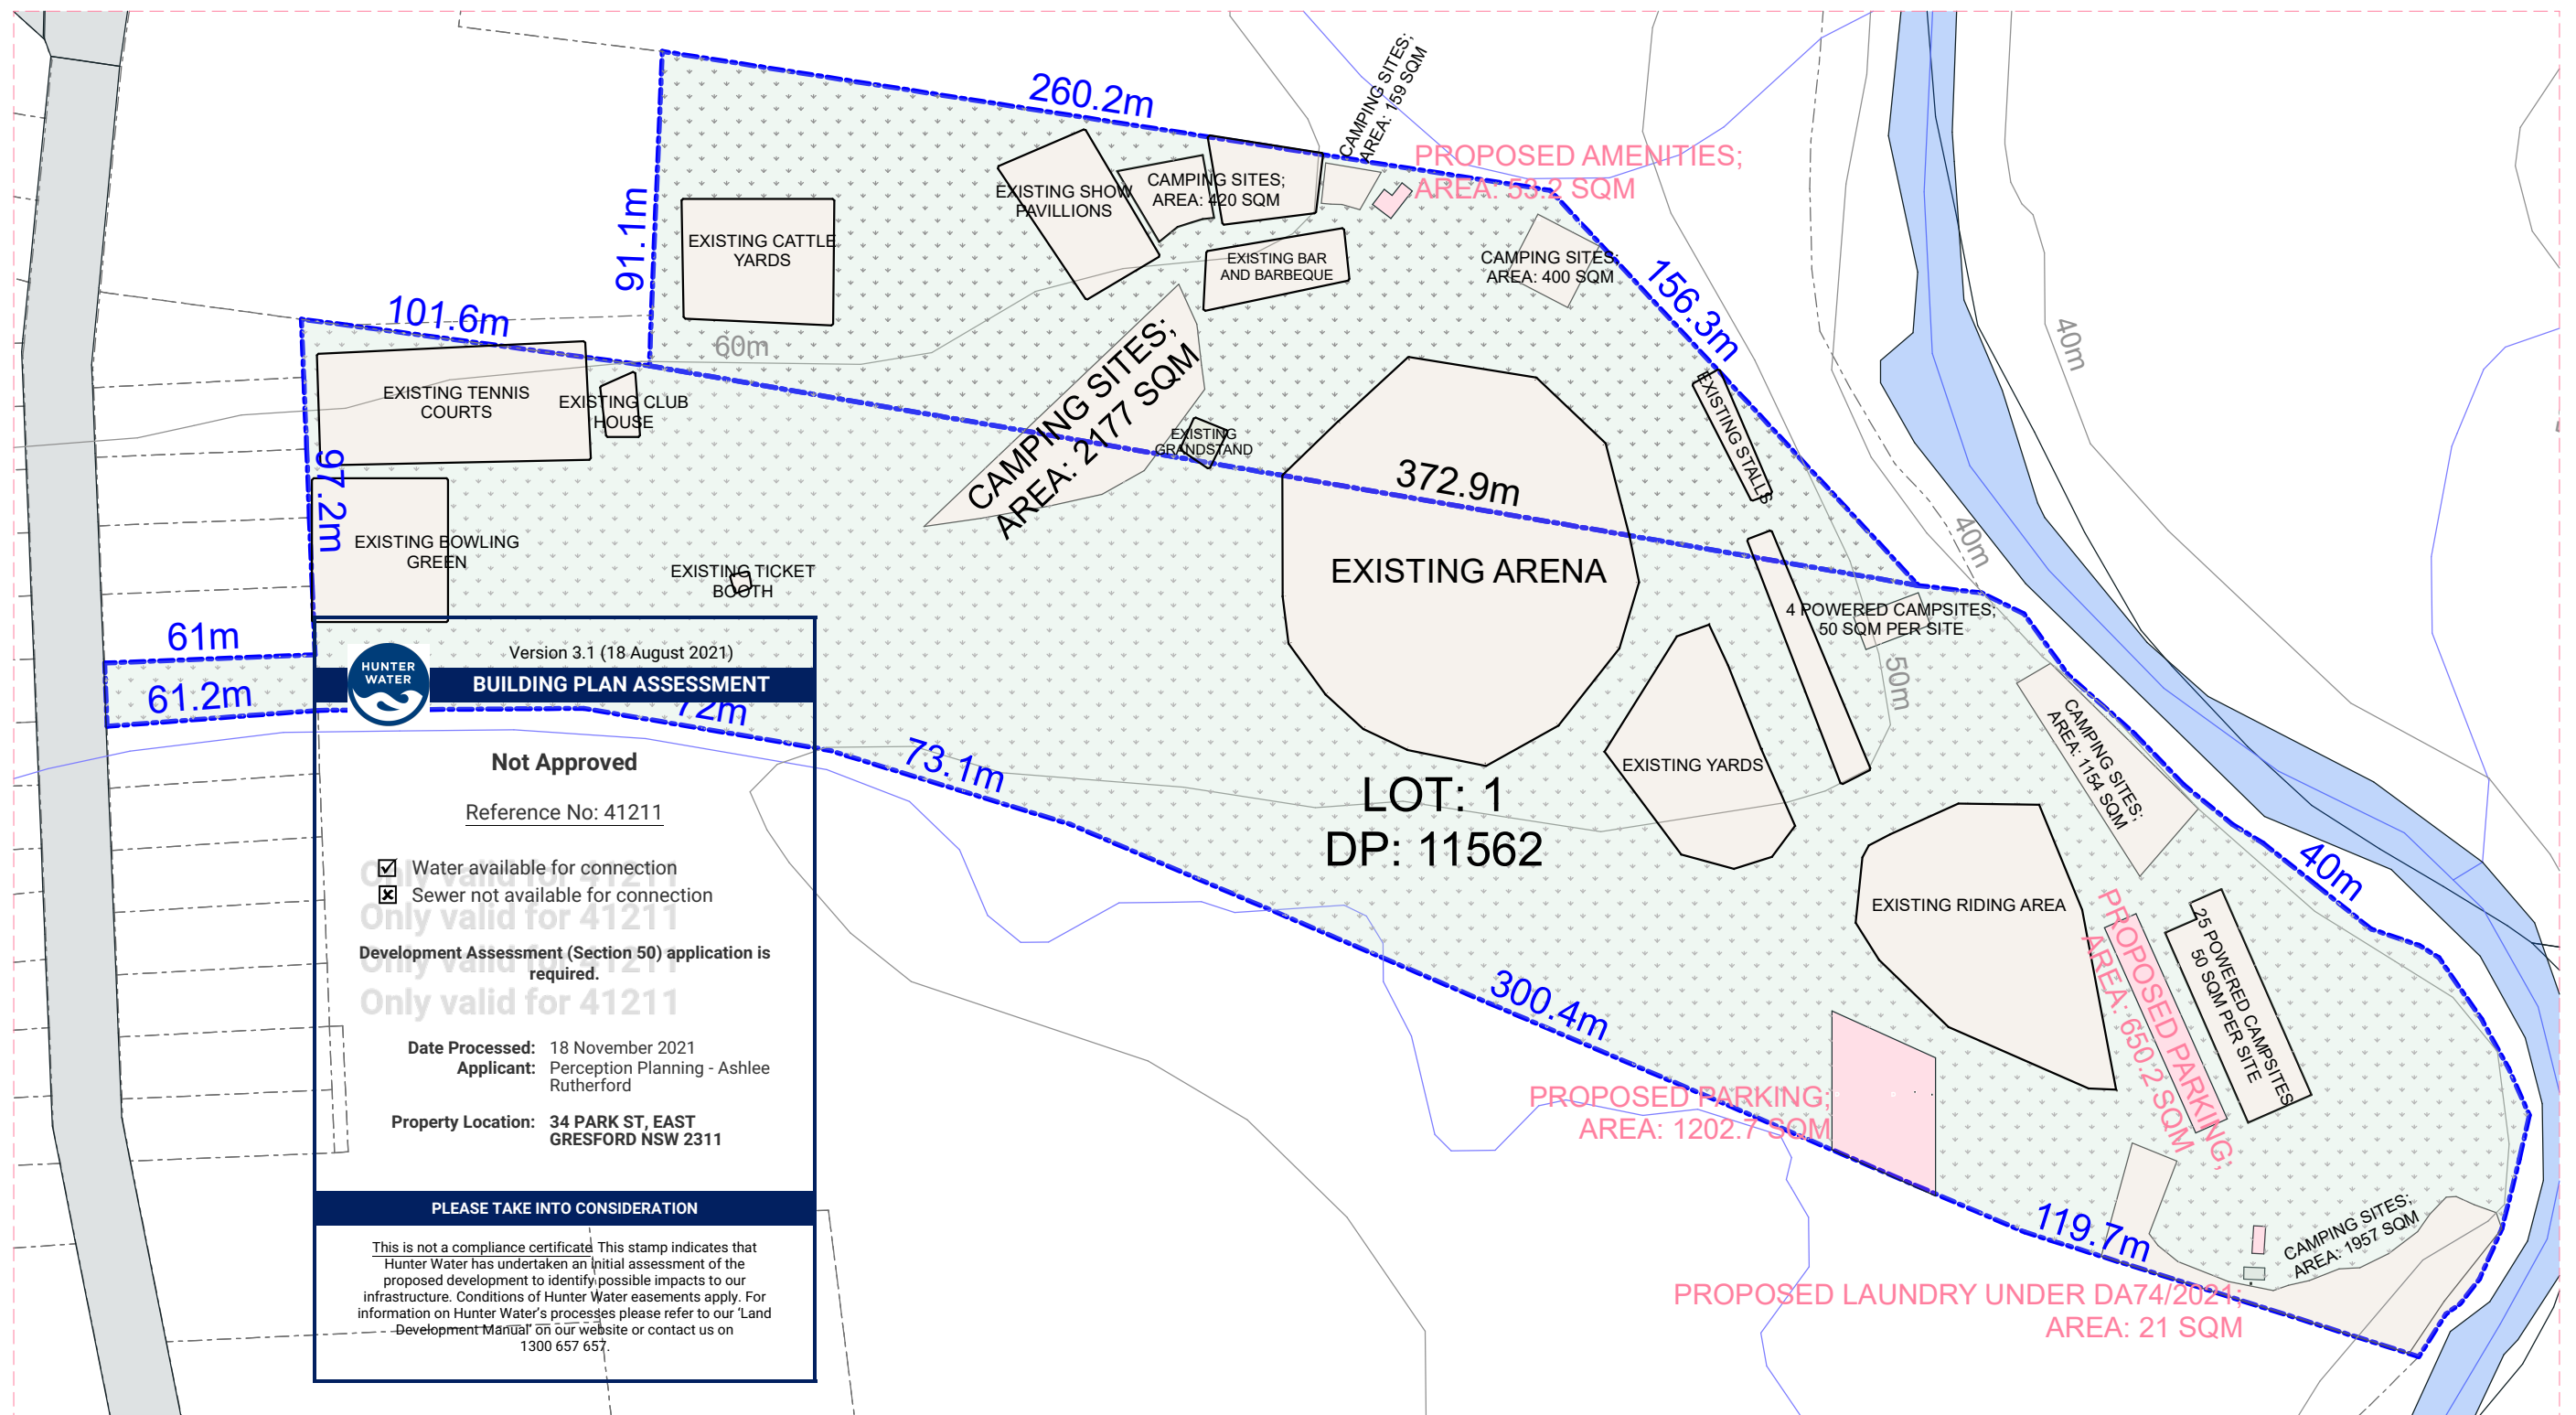 260.2m
CAMPING SITES;
AREA: 159 SQM
PROPOSED AMENITIES;
AREA: 53.2 SQM
91.1m
EXISTING SHOW
PAVILLIONS
CAMPING SITES;
AREA: 420 SQM
EXISTING CATTLE
YARDS
EXISTING BAR
AND BARBEQUE
CAMPING SITES;
AREA: 400 SQM
156.3m
101.6m
60m
40m
EXISTING TENNIS
COURTS
EXISTING CLUB
HOUSE
CAMPING SITES;
AREA: 2177 SQM
EXISTING
GRANDSTAND
EXISTING STALLS
372.9m
97.2m
EXISTING BOWLING
GREEN
EXISTING TICKET
BOOTH
EXISTING ARENA
40m
4 POWERED CAMPSITES;
50 SQM PER SITE
50m
61m
61.2m
72m
73.1m
HUNTER
WATER
Version 3.1 (18 August 2021)
BUILDING PLAN ASSESSMENT
Not Approved
Reference No: 41211
Only valid for 41211
Water available for connection
Sewer not available for connection
Only valid for 41211
Only valid for 41211
Development Assessment (Section 50) application is
required.
Only valid for 41211
Date Processed: 18 November 2021
Applicant: Perception Planning - Ashlee
Rutherford
Property Location: 34 PARK ST, EAST
GRESFORD NSW 2311
PLEASE TAKE INTO CONSIDERATION
This is not a compliance certificate. This stamp indicates that
Hunter Water has undertaken an initial assessment of the
proposed development to identify possible impacts to our
infrastructure. Conditions of Hunter Water easements apply. For
information on Hunter Water's processes please refer to our 'Land
Development Manual' on our website or contact us on
1300 657 657.
EXISTING YARDS
LOT: 1
DP: 11562
CAMPING SITES;
AREA: 1154 SQM
40m
EXISTING RIDING AREA
PROPOSED PARKING;
AREA: 650.2 SQM
25 POWERED CAMPSITES
50 SQM PER SITE
300.4m
PROPOSED PARKING;
AREA: 1202.7 SQM
119.7m
CAMPING SITES;
AREA: 1957 SQM
PROPOSED LAUNDRY UNDER DA74/2021;
AREA: 21 SQM